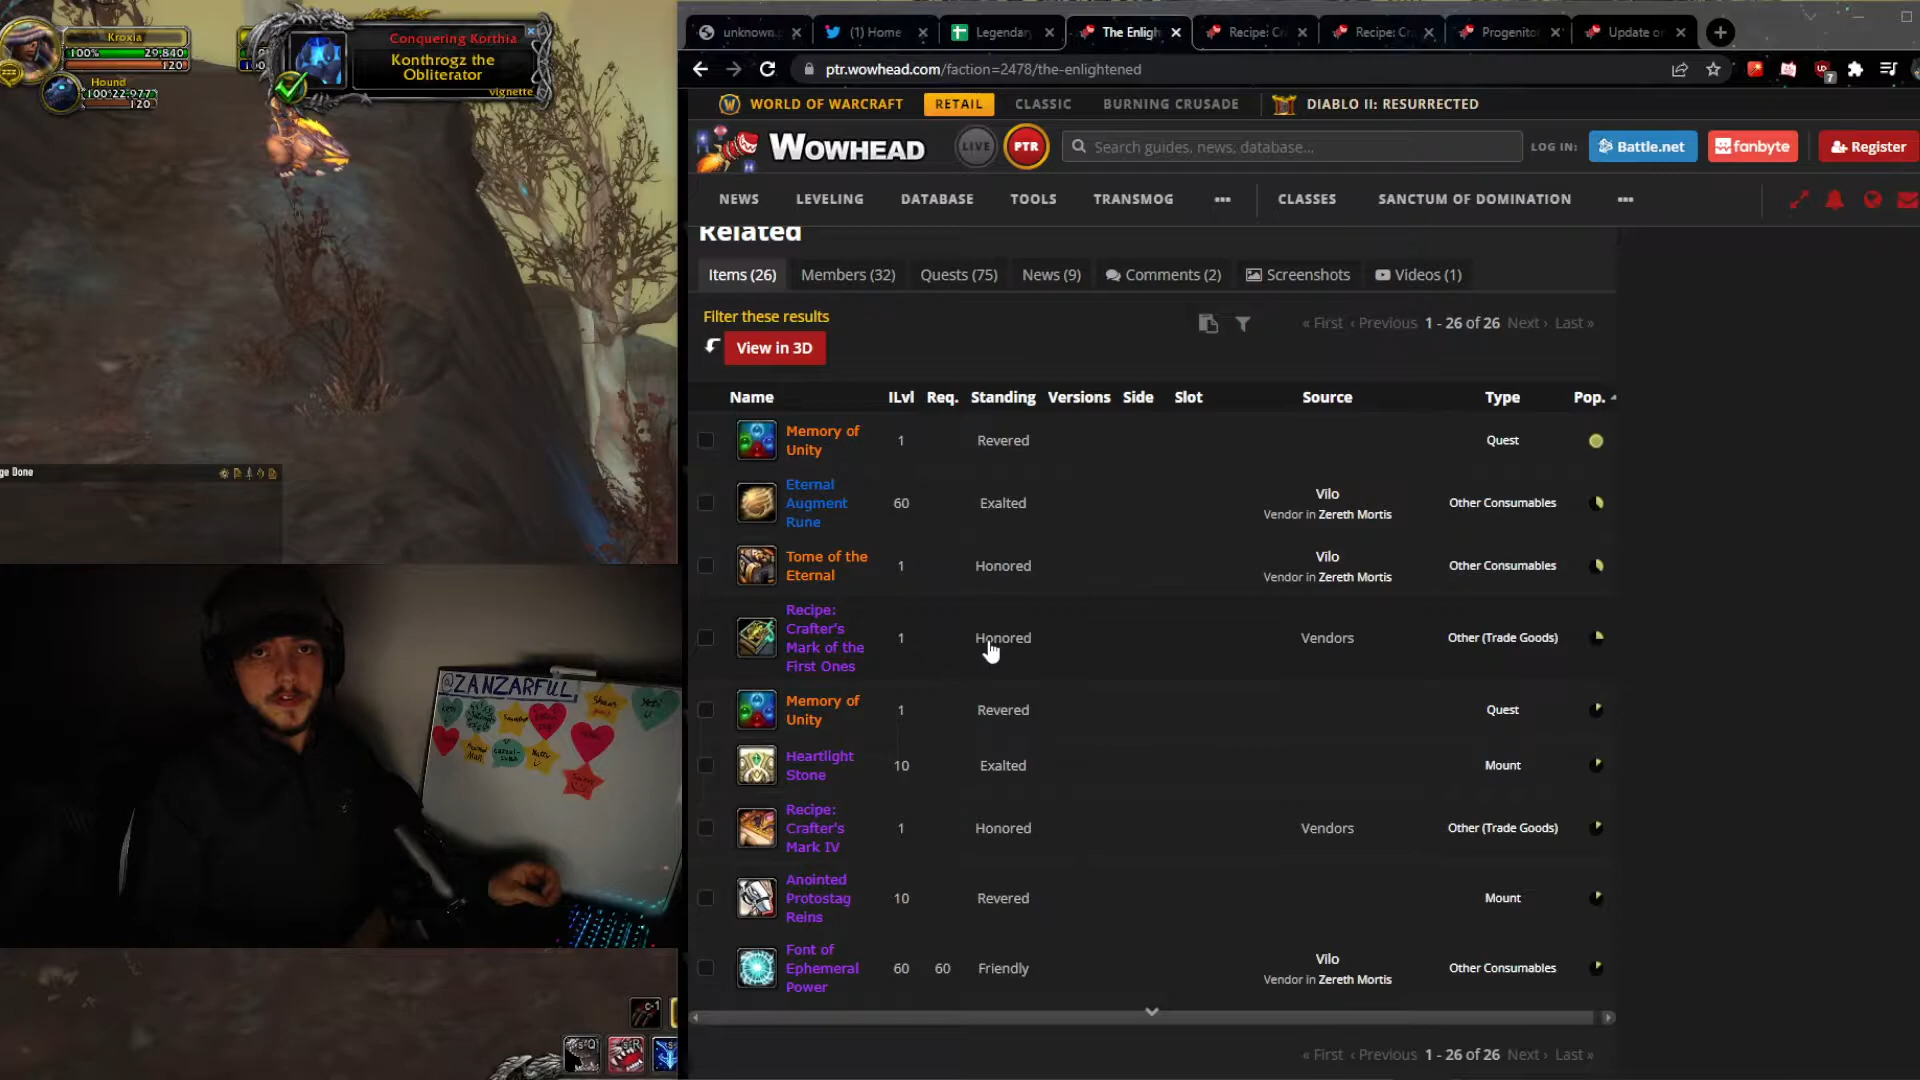 Kroxia
100% 29,840
120
Hound
100% 22,977
120
Conquering Korthia
Konthrogz the
Obliterator
vignette
ge Done
@ZANZARFUL
c-1
sQ
sR
(1) Home
Legendary
The Enligh
Recipe: Cr
Recipe: Cr
Progenitor
Update or
ptr.wowhead.com/faction=2478/the-enlightened
7
WORLD OF WARCRAFT RETAIL CLASSIC BURNING CRUSADE DIABLO II: RESURRECTED
WOWHEAD LIVE PTR Search guides, news, database... LOG IN: Battle.net fanbyte Register
NEWS LEVELING DATABASE TOOLS TRANSMOG ... CLASSES SANCTUM OF DOMINATION ...
Related
Items (26) Members (32) Quests (75) News (9) Comments (2) Screenshots Videos (1)
Filter these results
« First ‹ Previous 1 - 26 of 26 Next › Last »
View in 3D
Name ILvl Req. Standing Versions Side Slot Source Type Pop.
Memory of
Unity
1 Revered Quest
Eternal
Augment
Rune
60 Exalted Vilo
Vendor in Zereth Mortis
Other Consumables
Tome of the
Eternal
1 Honored Vilo
Vendor in Zereth Mortis
Other Consumables
Recipe:
Crafter's
Mark of the
First Ones
1 Honored Vendors Other (Trade Goods)
Memory of
Unity
1 Revered Quest
Heartlight
Stone
10 Exalted Mount
Recipe:
Crafter's
Mark IV
1 Honored Vendors Other (Trade Goods)
Anointed
Protostag
Reins
10 Revered Mount
Font of
Ephemeral
Power
60 60 Friendly Vilo
Vendor in Zereth Mortis
Other Consumables
« First ‹ Previous 1 - 26 of 26 Next › Last »